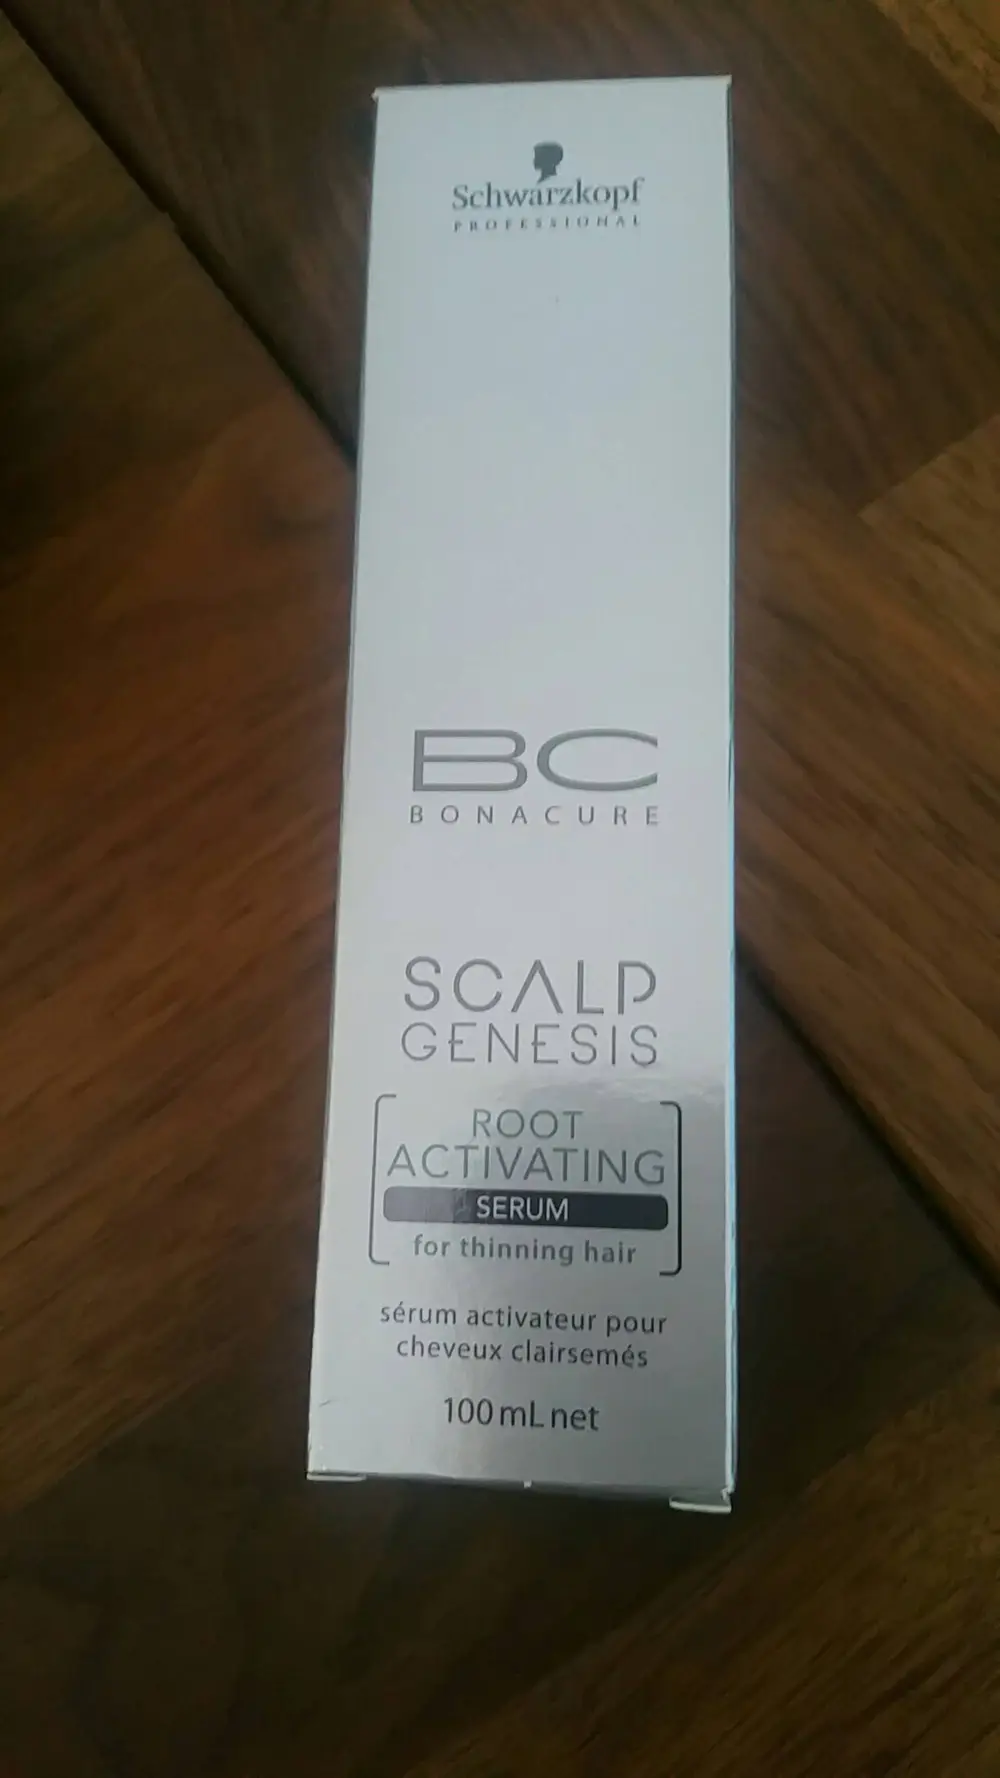 Schwarzkopf
PROFESSIONAL
BC
BONACURE
SCALP
GENESIS
ROOT
ACTIVATING
SERUM
for thinning hair
sérum activateur pour
cheveux clairsemés
100 mL net